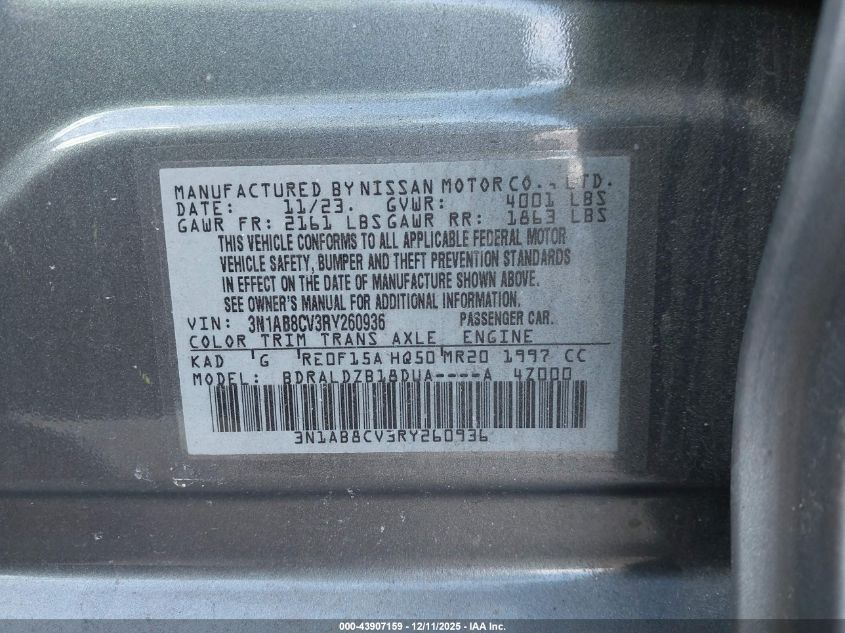 MANUFACTURED BY NISSAN MOTOR CO., LTD.
DATE: 11/23. GVWR: 4001 LBS
GAWR FR: 2161 LBS GAWR RR: 1863 LBS
THIS VEHICLE CONFORMS TO ALL APPLICABLE FEDERAL MOTOR
VEHICLE SAFETY, BUMPER AND THEFT PREVENTION STANDARDS
IN EFFECT ON THE DATE OF MANUFACTURE SHOWN ABOVE.
SEE OWNER'S MANUAL FOR ADDITIONAL INFORMATION.
VIN: 3N1AB8CV3RY260936 PASSENGER CAR.
COLOR TRIM TRANS AXLE ENGINE
KAD G RE0F15A HQ50 MR20 1997 CC
MODEL: BDRALDZB18DUA----A 4Z000
3N1AB8CV3RY260936
000-43907159 - 12/11/2025 - IAA Inc.